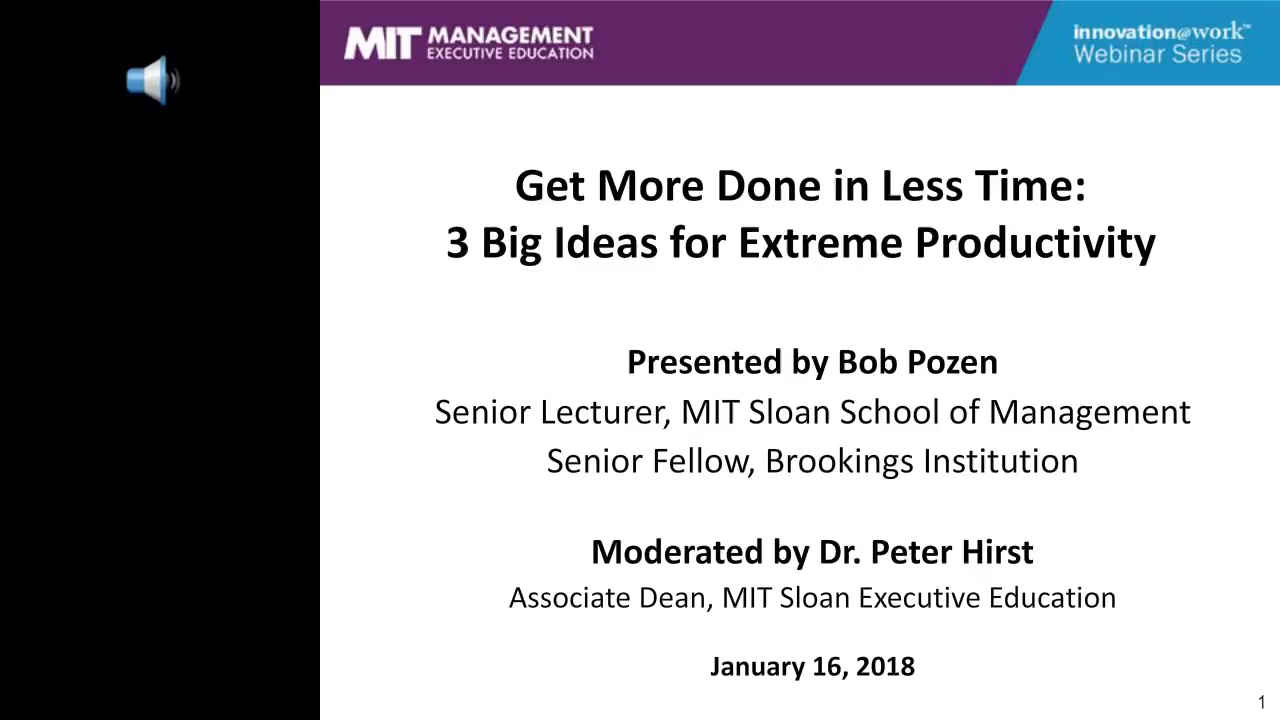 MIT MANAGEMENT
EXECUTIVE EDUCATION
innovation@work™
Webinar Series
Get More Done in Less Time:
3 Big Ideas for Extreme Productivity
Presented by Bob Pozen
Senior Lecturer, MIT Sloan School of Management
Senior Fellow, Brookings Institution
Moderated by Dr. Peter Hirst
Associate Dean, MIT Sloan Executive Education
January 16, 2018
1